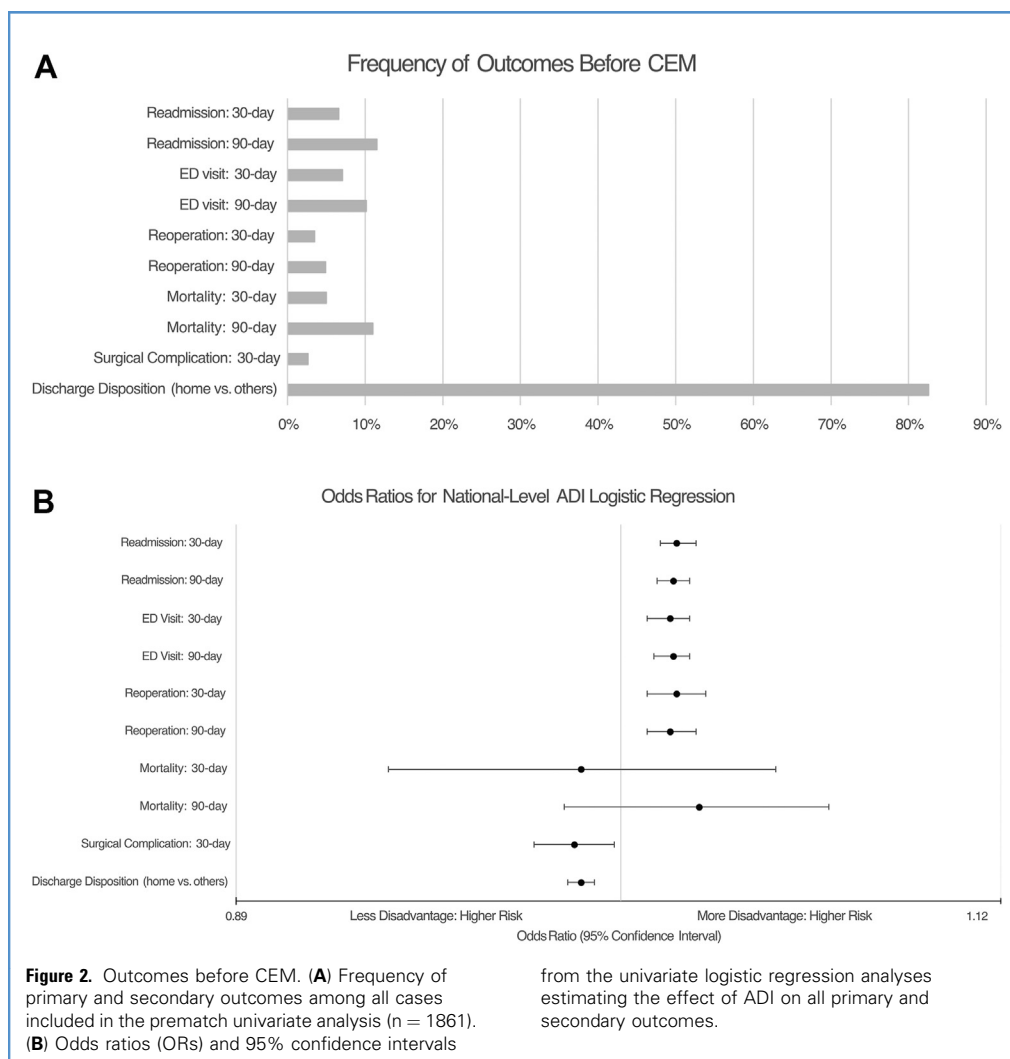 A
Frequency of Outcomes Before CEM
Readmission: 30-day
Readmission: 90-day
ED visit: 30-day
ED visit: 90-day
Reoperation: 30-day
Reoperation: 90-day
Mortality: 30-day
Mortality: 90-day
Surgical Complication: 30-day
Discharge Disposition (home vs. others)
0% 10% 20% 30% 40% 50% 60% 70% 80% 90%
B
Odds Ratios for National-Level ADI Logistic Regression
Readmission: 30-day
Readmission: 90-day
ED Visit: 30-day
ED Visit: 90-day
Reoperation: 30-day
Reoperation: 90-day
Mortality: 30-day
Mortality: 90-day
Surgical Complication: 30-day
Discharge Disposition (home vs. others)
0.89 Less Disadvantage: Higher Risk More Disadvantage: Higher Risk 1.12
Odds Ratio (95% Confidence Interval)
Figure 2. Outcomes before CEM. (A) Frequency of
primary and secondary outcomes among all cases
included in the prematch univariate analysis (n = 1861).
(B) Odds ratios (ORs) and 95% confidence intervals
from the univariate logistic regression analyses
estimating the effect of ADI on all primary and
secondary outcomes.